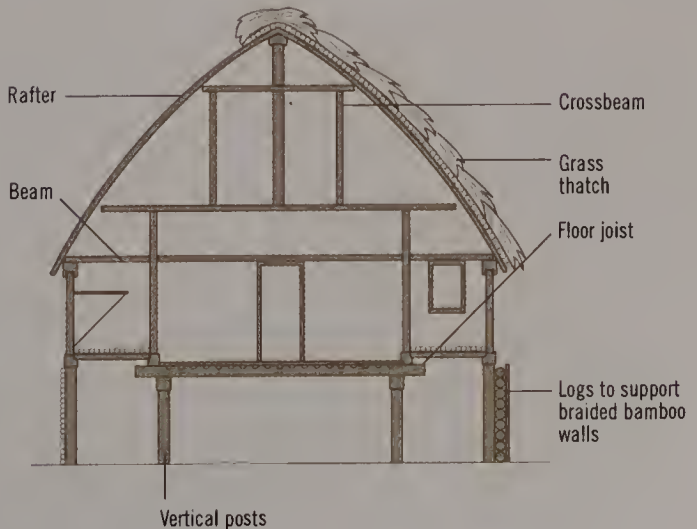 Rafter
Crossbeam
Grass
thatch
Beam
Floor joist
Logs to support
braided bamboo
walls
Vertical posts